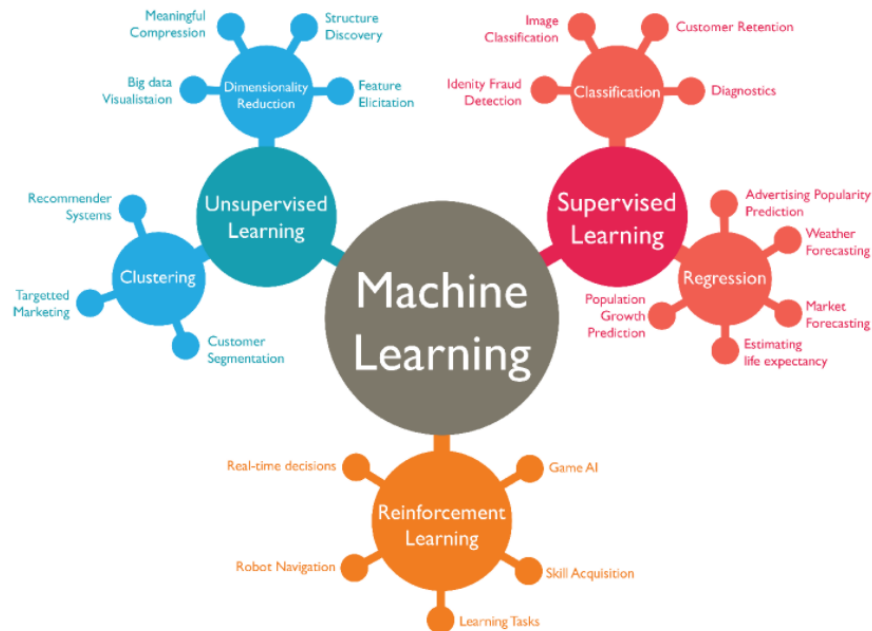 Meaningful
Compression
Structure
Discovery
Big data
Visualistaion
Dimensionality
Reduction
Feature
Elicitation
Unsupervised
Learning
Recommender
Systems
Clustering
Targetted
Marketing
Customer
Segmentation
Machine
Learning
Image
Classification
Customer Retention
Idenity Fraud
Detection
Classification
Diagnostics
Supervised
Learning
Advertising Popularity
Prediction
Weather
Forecasting
Regression
Population
Growth
Prediction
Market
Forecasting
Estimating
life expectancy
Real-time decisions
Game AI
Reinforcement
Learning
Robot Navigation
Skill Acquisition
Learning Tasks